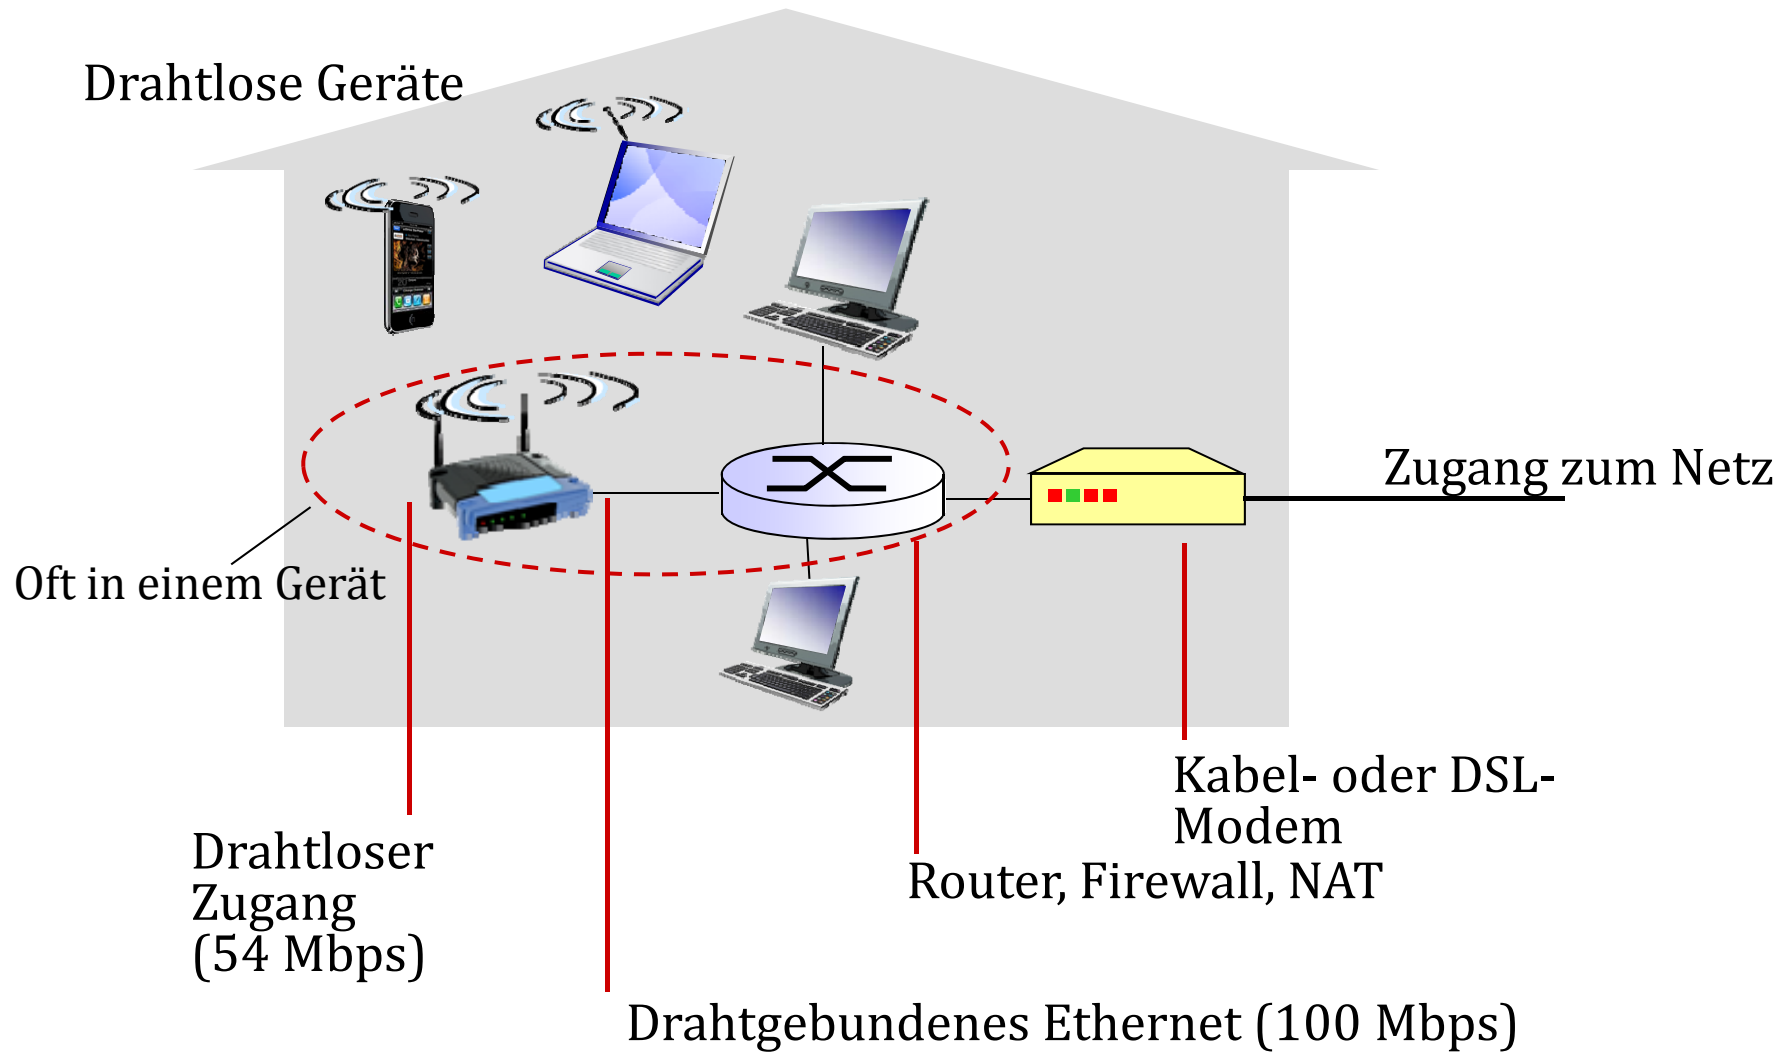 Drahtlose Geräte
Zugang zum Netz
Oft in einem Gerät
Kabel- oder DSL-
Modem
Drahtloser
Zugang
(54 Mbps)
Router, Firewall, NAT
Drahtgebundenes Ethernet (100 Mbps)